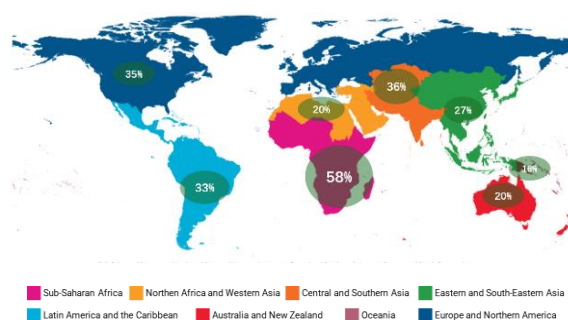 35%
36%
20%
27%
58%
16%
33%
20%
Sub-Saharan Africa
Northen Africa and Western Asia
Central and Southern Asia
Eastern and South-Eastern Asia
Latin America and the Caribbean
Australia and New Zealand
Oceania
Europe and Northern America